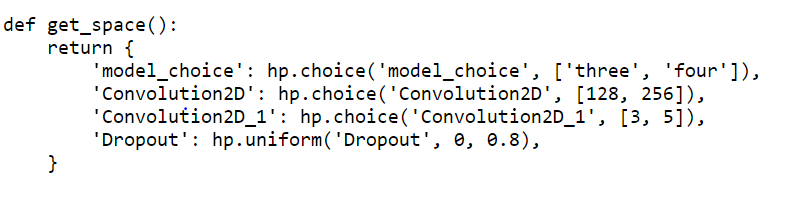 def get_space():
    return {
        'model_choice': hp.choice('model_choice', ['three', 'four']),
        'Convolution2D': hp.choice('Convolution2D', [128, 256]),
        'Convolution2D_1': hp.choice('Convolution2D_1', [3, 5]),
        'Dropout': hp.uniform('Dropout', 0, 0.8),
    }